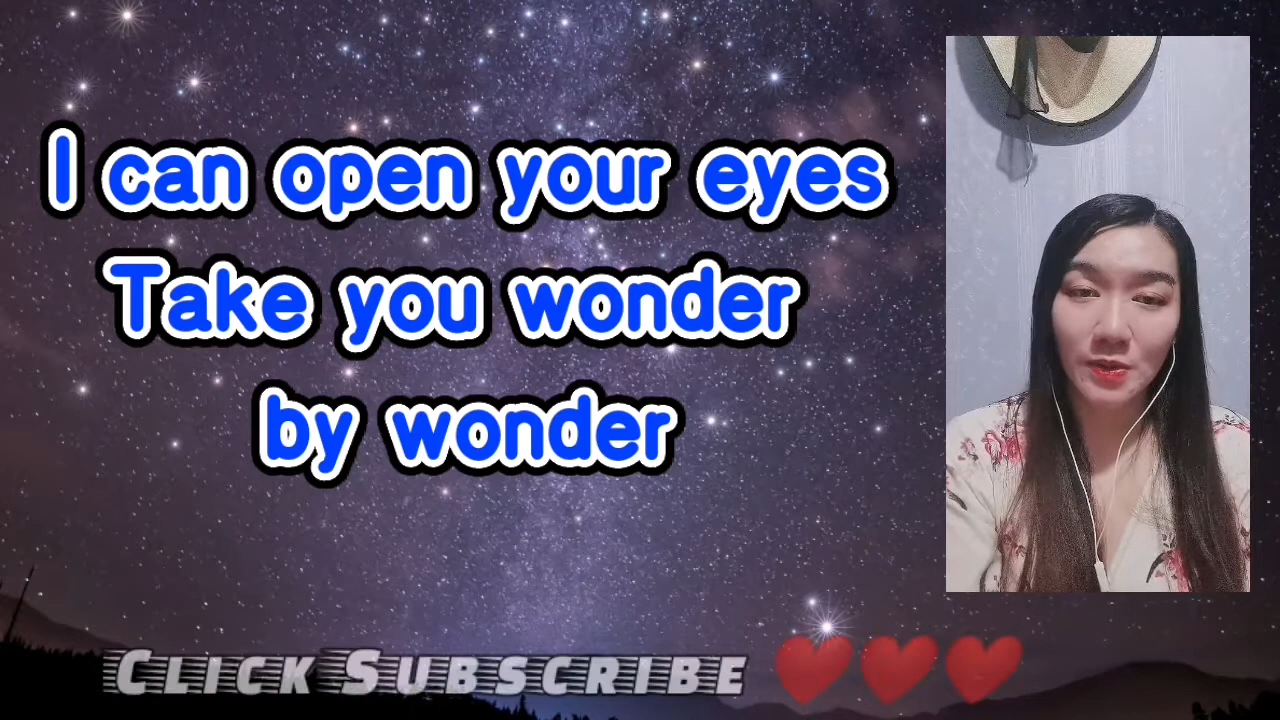 I can open your eyes
Take you wonder
by wonder
CLICK SUBSCRIBE ❤❤❤